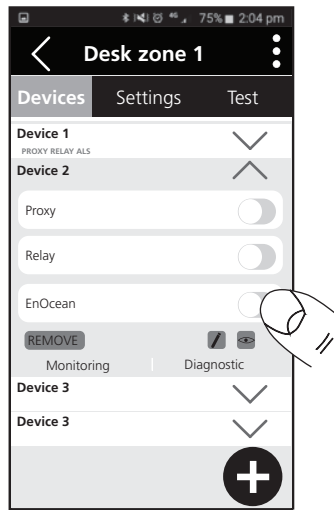 4G 75% 2:04 pm
Desk zone 1
Devices Settings Test
Device 1
PROXY RELAY ALS
Device 2
Proxy
Relay
EnOcean
REMOVE
Monitoring Diagnostic
Device 3
Device 3